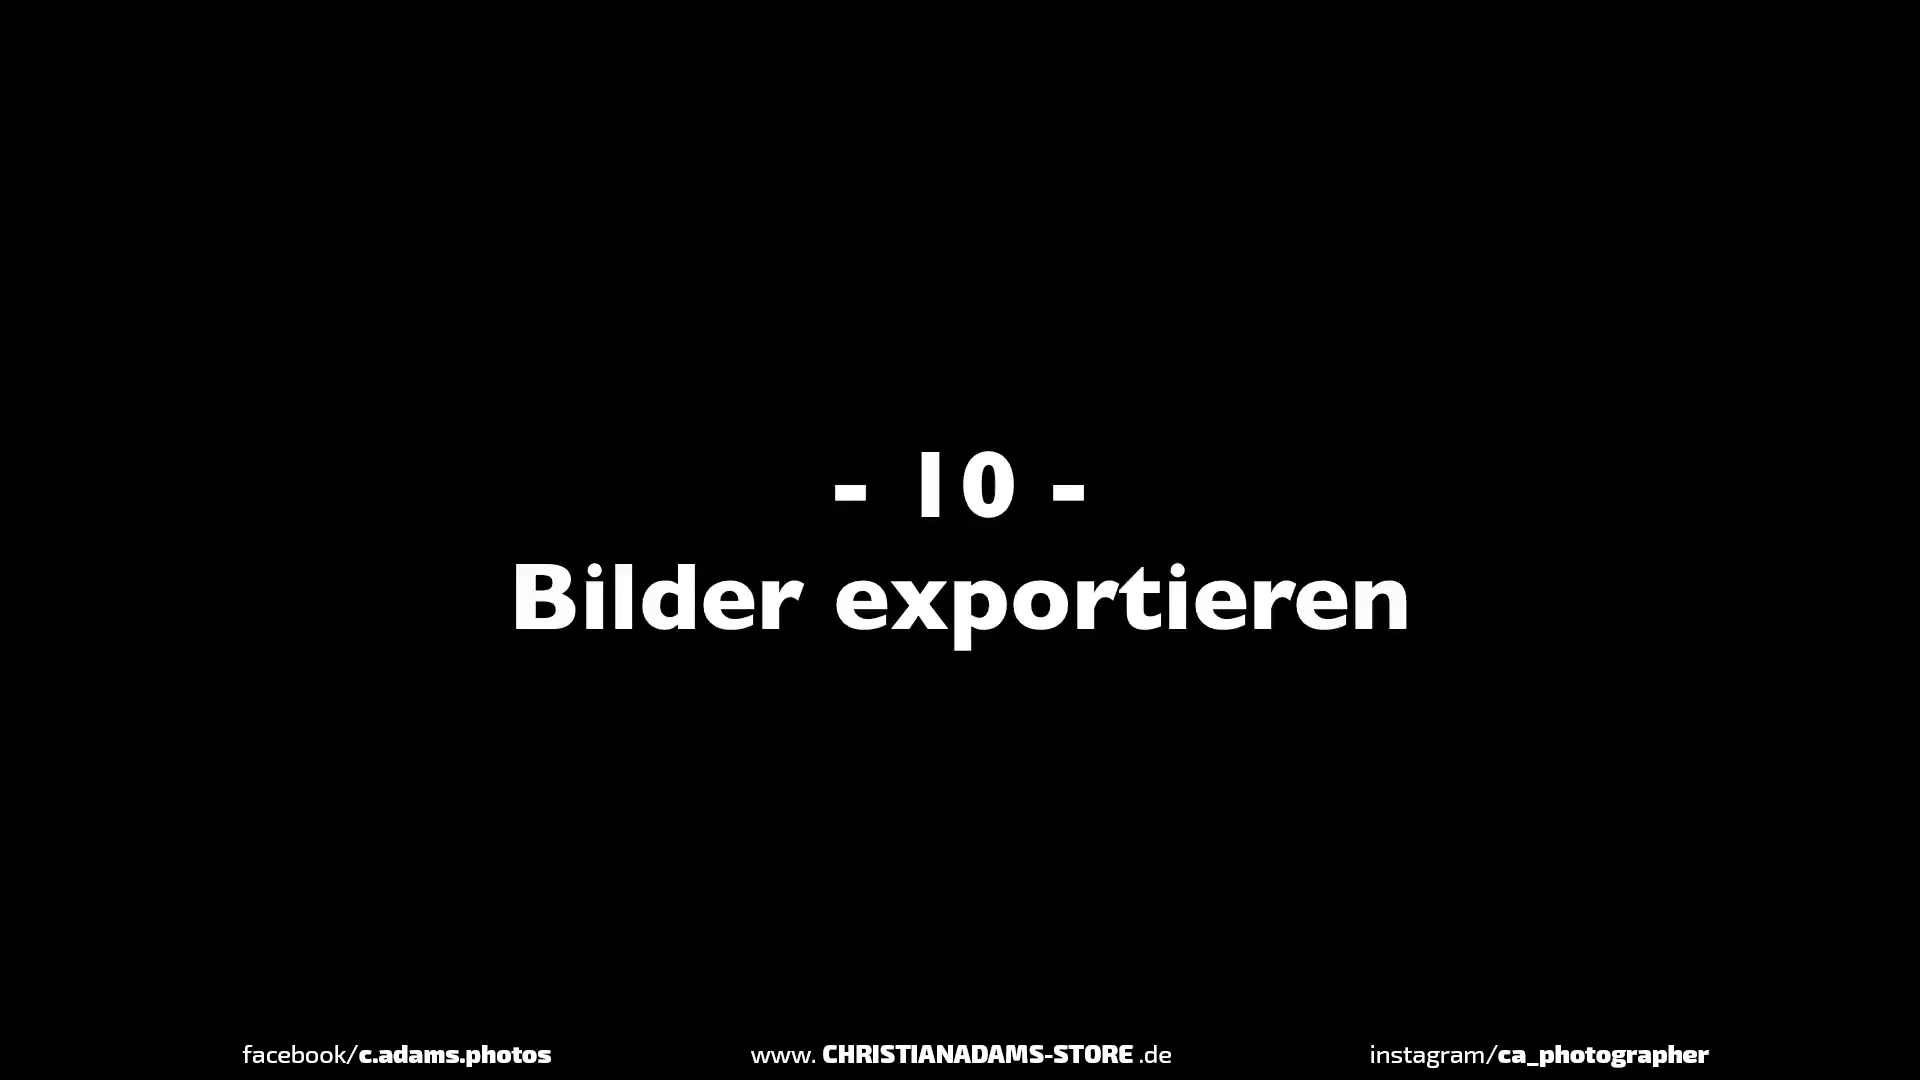 - 10 -
Bilder exportieren
facebook/c.adams.photos
www. CHRISTIANADAMS-STORE .de
instagram/ca_photographer